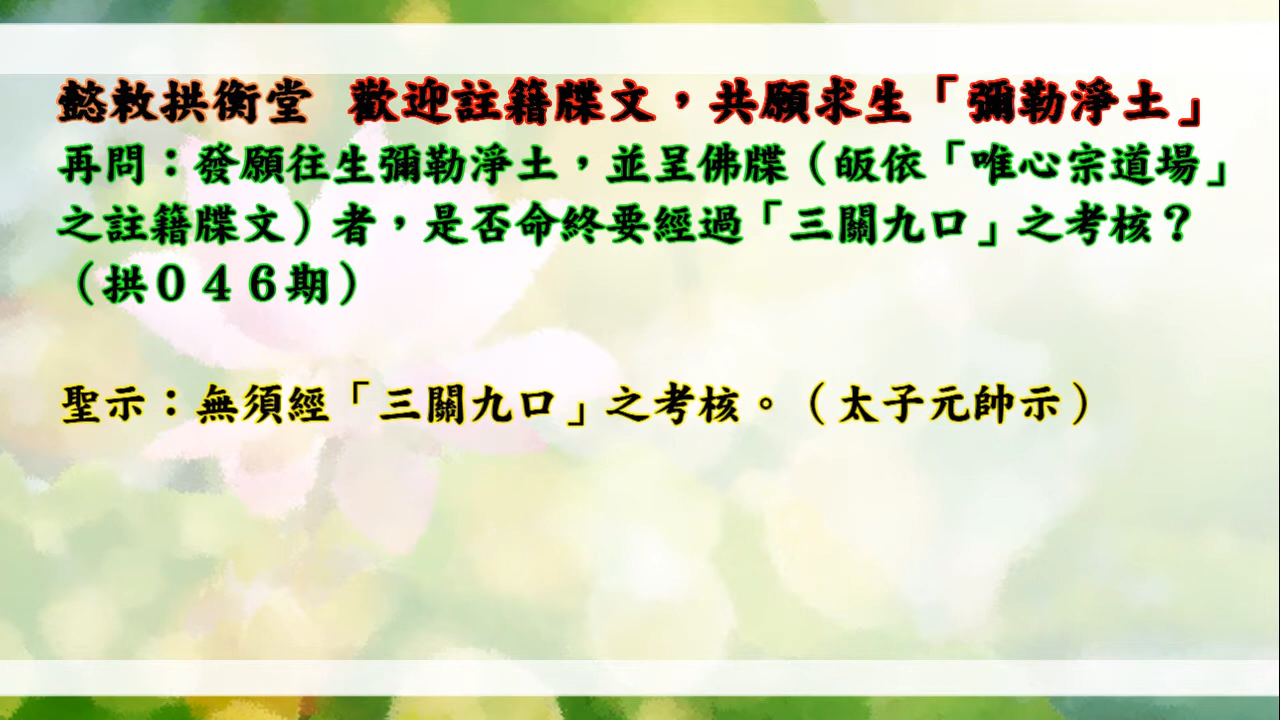 懿敕拱衡堂　歡迎註籍牒文，共願求生「彌勒淨土」
再問：發願往生彌勒淨土，並呈佛牒（皈依「唯心宗道場」
之註籍牒文）者，是否命終要經過「三關九口」之考核？
（拱０４６期）
聖示：無須經「三關九口」之考核。（太子元帥示）